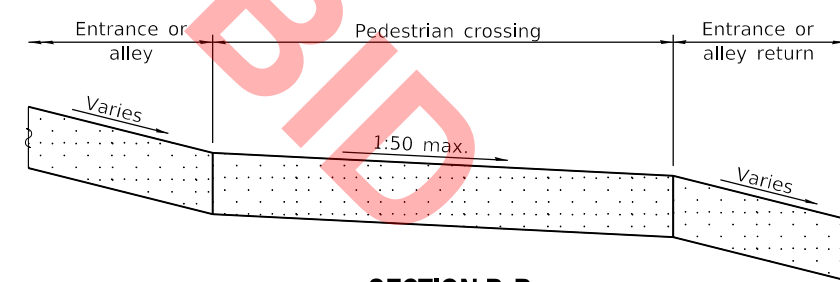 Entrance or
alley
Pedestrian crossing
Entrance or
alley return
Varies
1:50 max.
Varies
BID